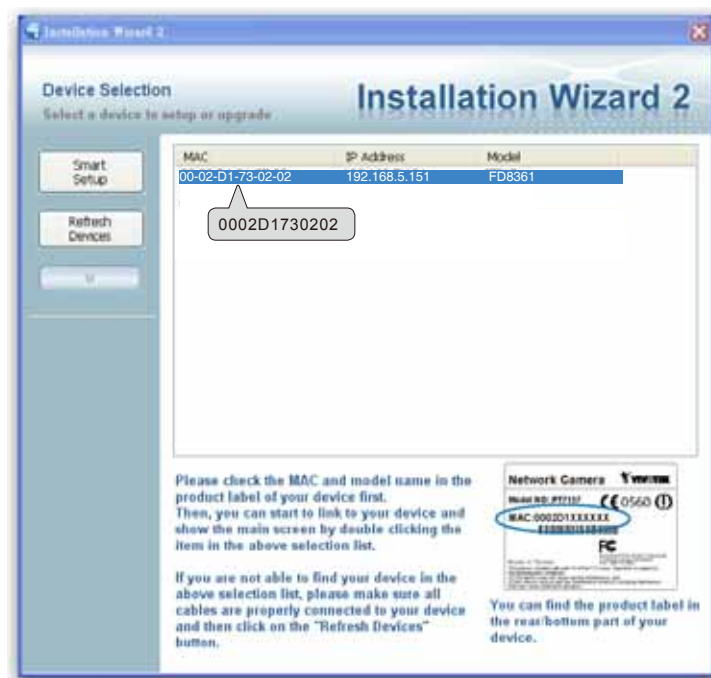 Installation Wizard 2
Device Selection
Select a device to setup or upgrade
Installation Wizard 2
Smart
Setup
Refresh
Devices
MAC IP Address Model
00-02-D1-73-02-02 192.168.5.151 FD8361
0002D1730202
Please check the MAC and model name in the
product label of your device first.
Then, you can start to link to your device and
show the main screen by double clicking the
item in the above selection list.
If you are not able to find your device in the
above selection list, please make sure all
cables are properly connected to your device
and then click on the "Refresh Devices"
button.
Network Camera VIVOTEK
Model NO: PT7137 CE0560
MAC:0002D1XXXXXX
FC
You can find the product label in
the rear/bottom part of your
device.